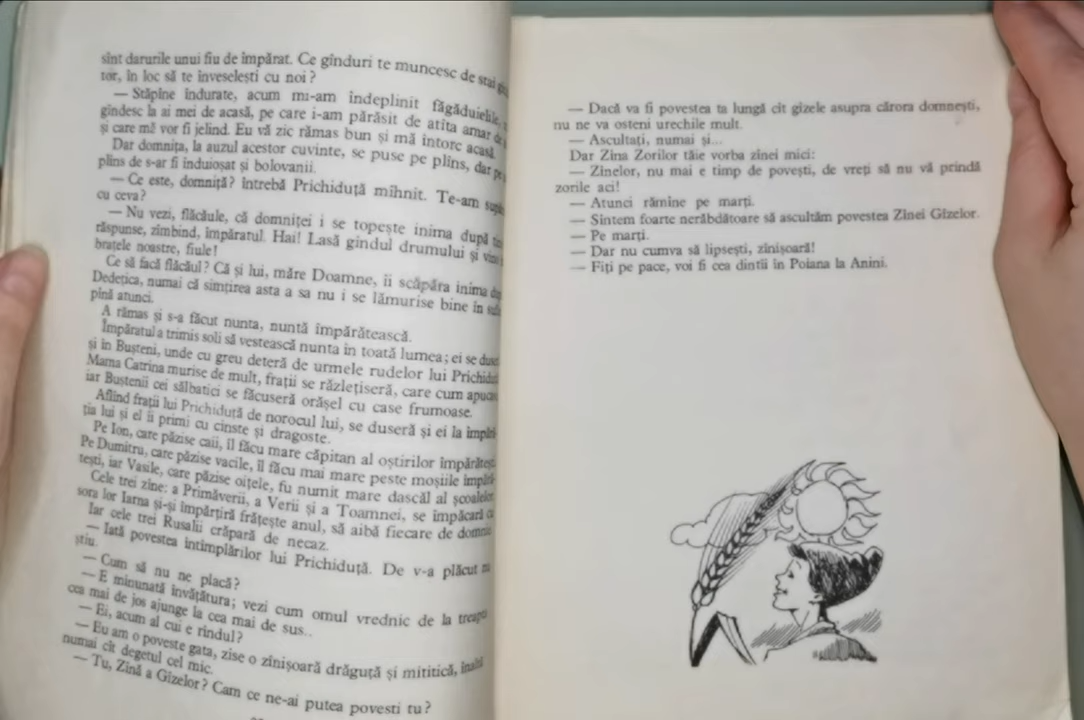 sînt darurile unui fiu de împărat. Ce gînduri te muncesc de stai
tor, în loc să te înveselești cu noi?
— Stăpîne îndurate, acum mi-am îndeplinit făgăduielile,
gîndesc la ai mei de acasă, pe care i-am părăsit de atîta amar de
și care mă vor fi jelind. Eu vă zic rămas bun și mă întorc acasă.
Dar domnița, la auzul acestor cuvinte, se puse pe plîns, dar
plîns de s-ar fi înduioșat și bolovanii.
— Ce este, domniță? întrebă Prichiduță mîhnit. Te-am
cu ceva?
— Nu vezi, flăcăule, că domniței i se topește inima după
răspunse, zîmbind, împăratul. Hai! Lasă gîndul drumului și
brațele noastre, fiule!
Ce să facă flăcăul? Că și lui, măre Doamne, îi scăpăra inima
Dedețica, numai că simțirea asta a sa nu i se lămurise bine în
pînă atunci.
A rămas și s-a făcut nunta, nuntă împărătească.
Împăratul a trimis soli să vestească nunta în toată lumea; ei se
și în Bușteni, unde cu greu deteră de urmele rudelor lui
Mama Catrina murise de mult, frații se răzlețiseră, care cum
iar Buștenii cei sălbatici se făcuseră orășel cu case frumoase.
Aflînd frații lui Prichiduță de norocul lui, se duseră și ei la
ția lui și el îi primi cu cinste și dragoste.
Pe Ion, care păzise caii, îl făcu mare căpitan al oștirilor
Pe Dumitru, care păzise vacile, îl făcu mai mare peste moșiile
tești, iar Vasile, care păzise oițele, fu numit mare dascăl al școalelor.
Cele trei zîne: a Primăverii, a Verii și a Toamnei, se împăcară cu
sora lor Iarna și-și împărțiră frățește anul, să aibă fiecare de
Iar cele trei Rusalii crăpară de necaz.
— Iată povestea întîmplărilor lui Prichiduță. De v-a plăcut nu
știu.
— Cum să nu ne placă?
— E minunată învățătura; vezi cum omul vrednic de la treapta
cea mai de jos ajunge la cea mai de sus..
— Ei, acum al cui e rîndul?
— Eu am o poveste gata, zise o zînișoară drăguță și mititică, înaltă
numai cît degetul cel mic.
— Tu, Zînă a Gîzelor? Cam ce ne-ai putea povesti tu?
— Dacă va fi povestea ta lungă cît gîzele asupra cărora domnești,
nu ne va osteni urechile mult.
— Ascultați, numai și...
Dar Zîna Zorilor tăie vorba zînei mici:
— Zînelor, nu mai e timp de povești, de vreți să nu vă prindă
zorile aci!
— Atunci rămîne pe marți.
— Sîntem foarte nerăbdătoare să ascultăm povestea Zînei Gîzelor.
— Pe marți.
— Dar nu cumva să lipsești, zînișoară!
— Fiți pe pace, voi fi cea dintîi în Poiana la Anini.